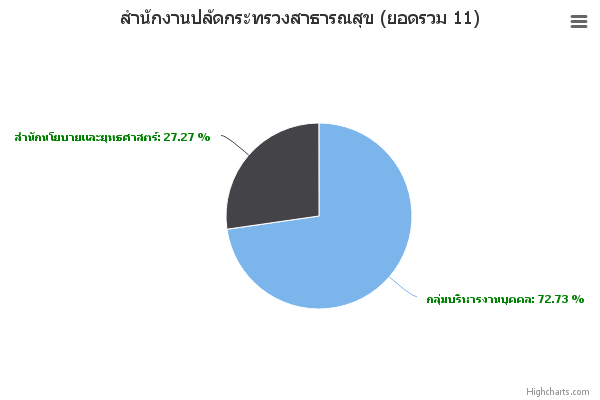 สำนักงานปลัดกระทรวงสาธารณสุข (ยอดรวม 11)
สำนักนโยบายและยุทธศาสตร์: 27.27 %
กลุ่มบริหารงานบุคคล: 72.73 %
Highcharts.com